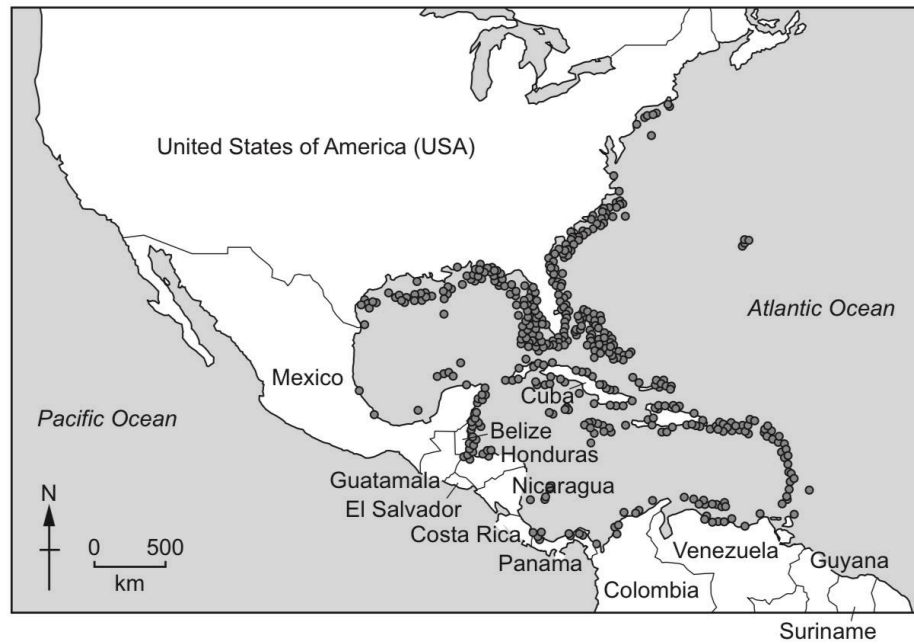 United States of America (USA)
Atlantic Ocean
Mexico
Cuba
Pacific Ocean
Belize
Honduras
Guatamala
Nicaragua
El Salvador
N
Costa Rica
0 500
km
Panama
Venezuela
Guyana
Colombia
Suriname